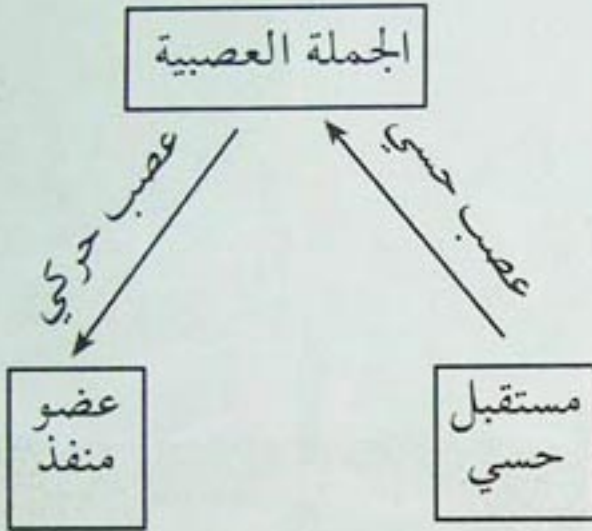 الجملة العصبية
عصب حسي
عصب حركي
مستقبل
حسي
عضو
منفذ